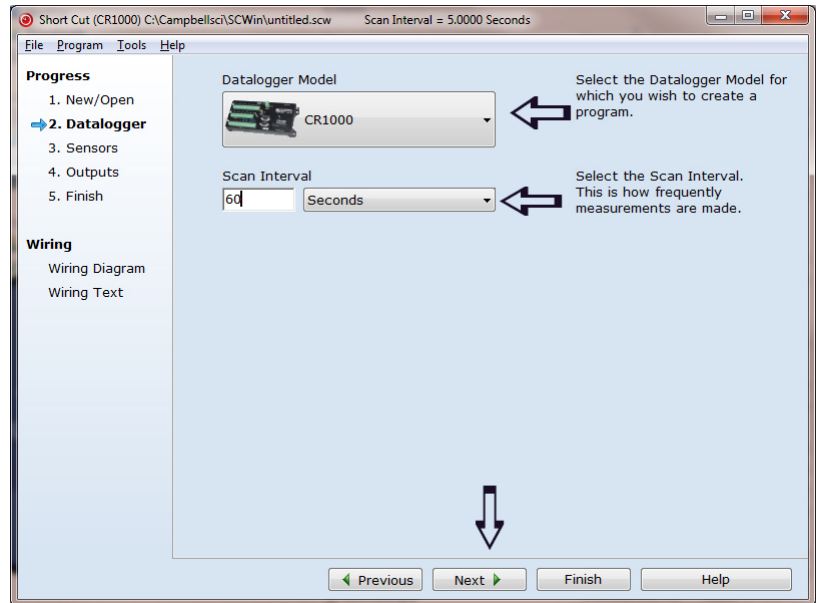 Short Cut (CR1000) C:\Campbellsci\SCWin\untitled.scw Scan Interval = 5.0000 Seconds
File Program Tools Help
Progress
1. New/Open
2. Datalogger
3. Sensors
4. Outputs
5. Finish
Wiring
Wiring Diagram
Wiring Text
Datalogger Model
CR1000
Select the Datalogger Model for
which you wish to create a
program.
Scan Interval
60 Seconds
Select the Scan Interval.
This is how frequently
measurements are made.
Previous Next Finish Help